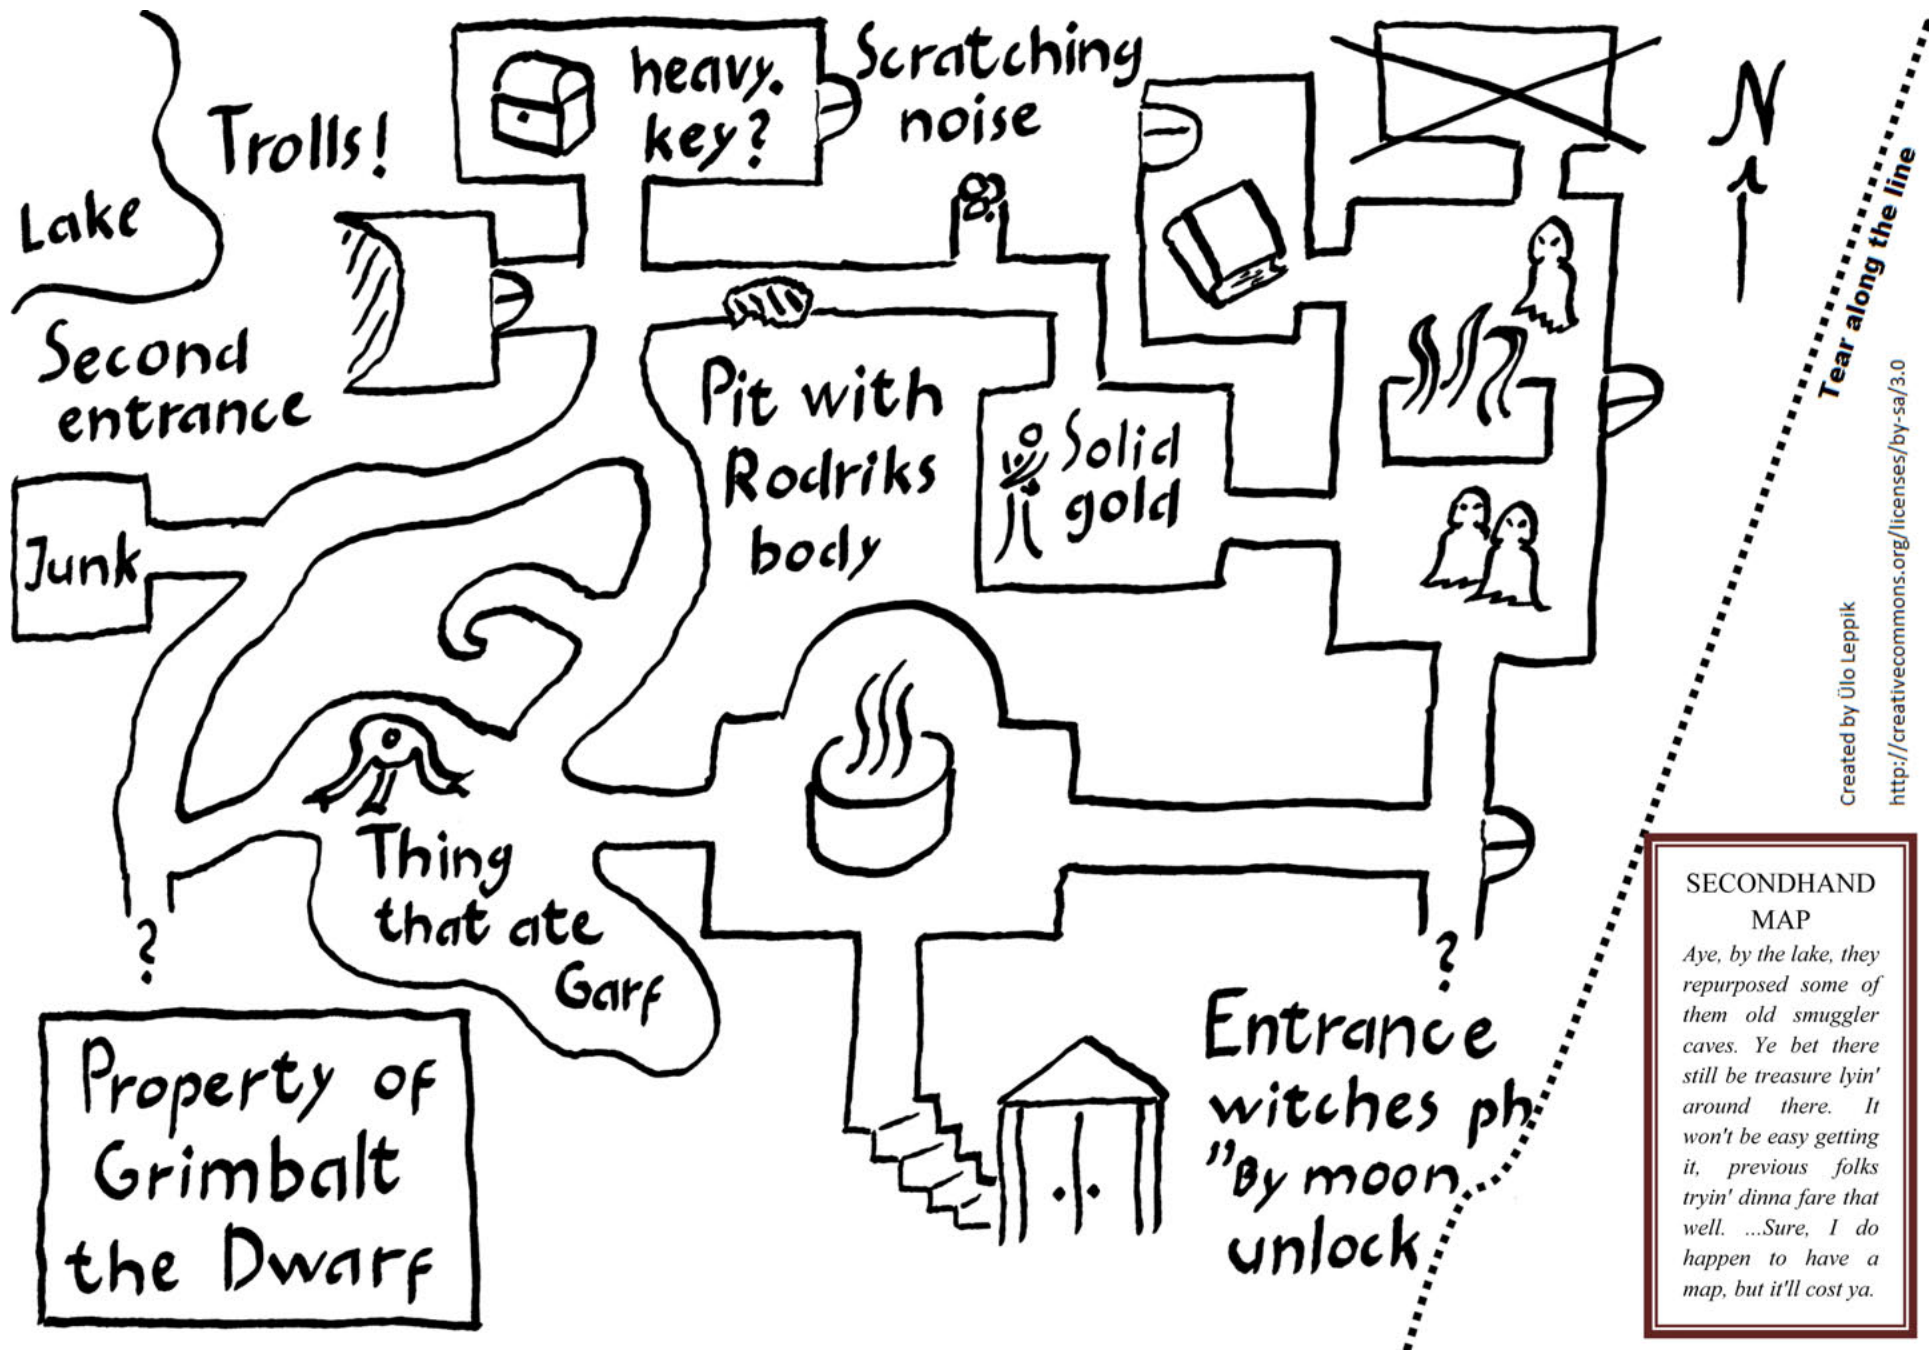 Lake
Trolls!
heavy.
key?
Scratching
noise
N
Tear along the line
Second
entrance
Pit with
Rodriks
body
Solid
gold
Junk
Thing
that ate
Garf
?
?
Property of
Grimbalt
the Dwarf
Entrance
witches ph
"By moon
unlock
Created by Ülo Leppik
http://creativecommons.org/licenses/by-sa/3.0
SECONDHAND
MAP
Aye, by the lake, they
repurposed some of
them old smuggler
caves. Ye bet there
still be treasure lyin'
around there. It
won't be easy getting
it, previous folks
tryin' dinna fare that
well. ...Sure, I do
happen to have a
map, but it'll cost ya.